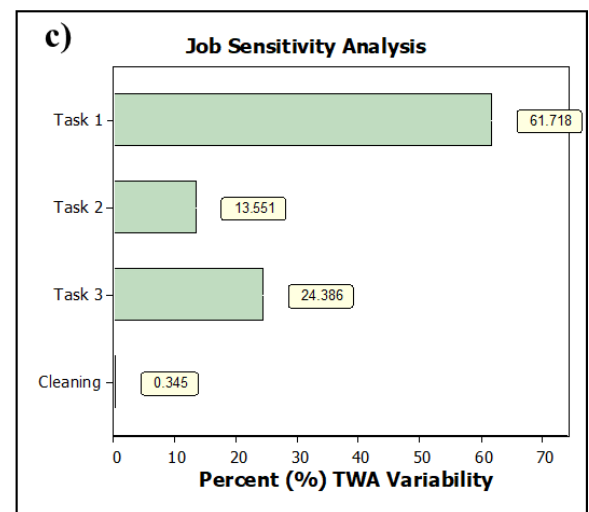 c)
Job Sensitivity Analysis
Task 1
61.718
Task 2
13.551
Task 3
24.386
Cleaning
0.345
0 10 20 30 40 50 60 70
Percent (%) TWA Variability